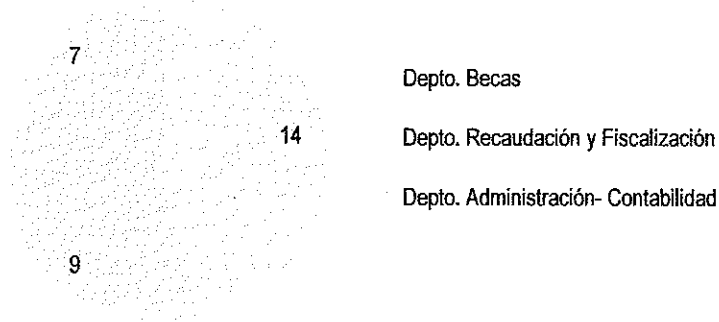 7
Depto. Becas
14
Depto. Recaudación y Fiscalización
Depto. Administración- Contabilidad
9